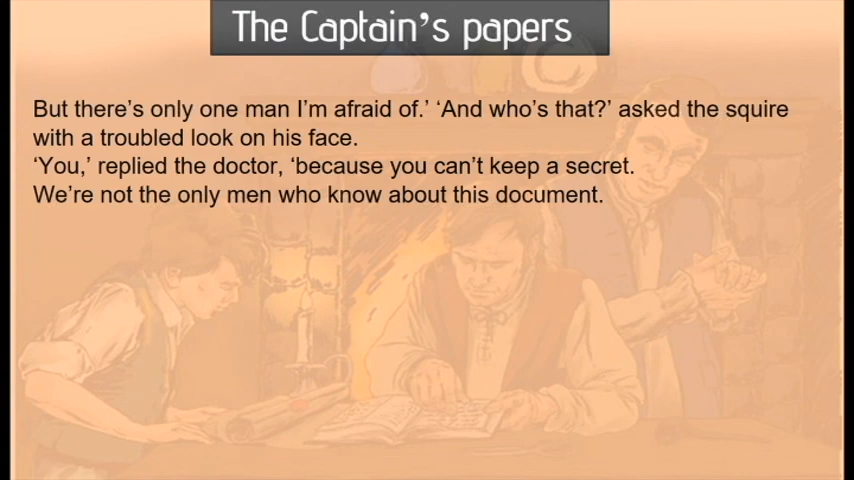 The Captain's papers
But there's only one man I'm afraid of.’ ‘And who's that?’ asked the squire
with a troubled look on his face.
‘You,’ replied the doctor, ‘because you can’t keep a secret.
We’re not the only men who know about this document.